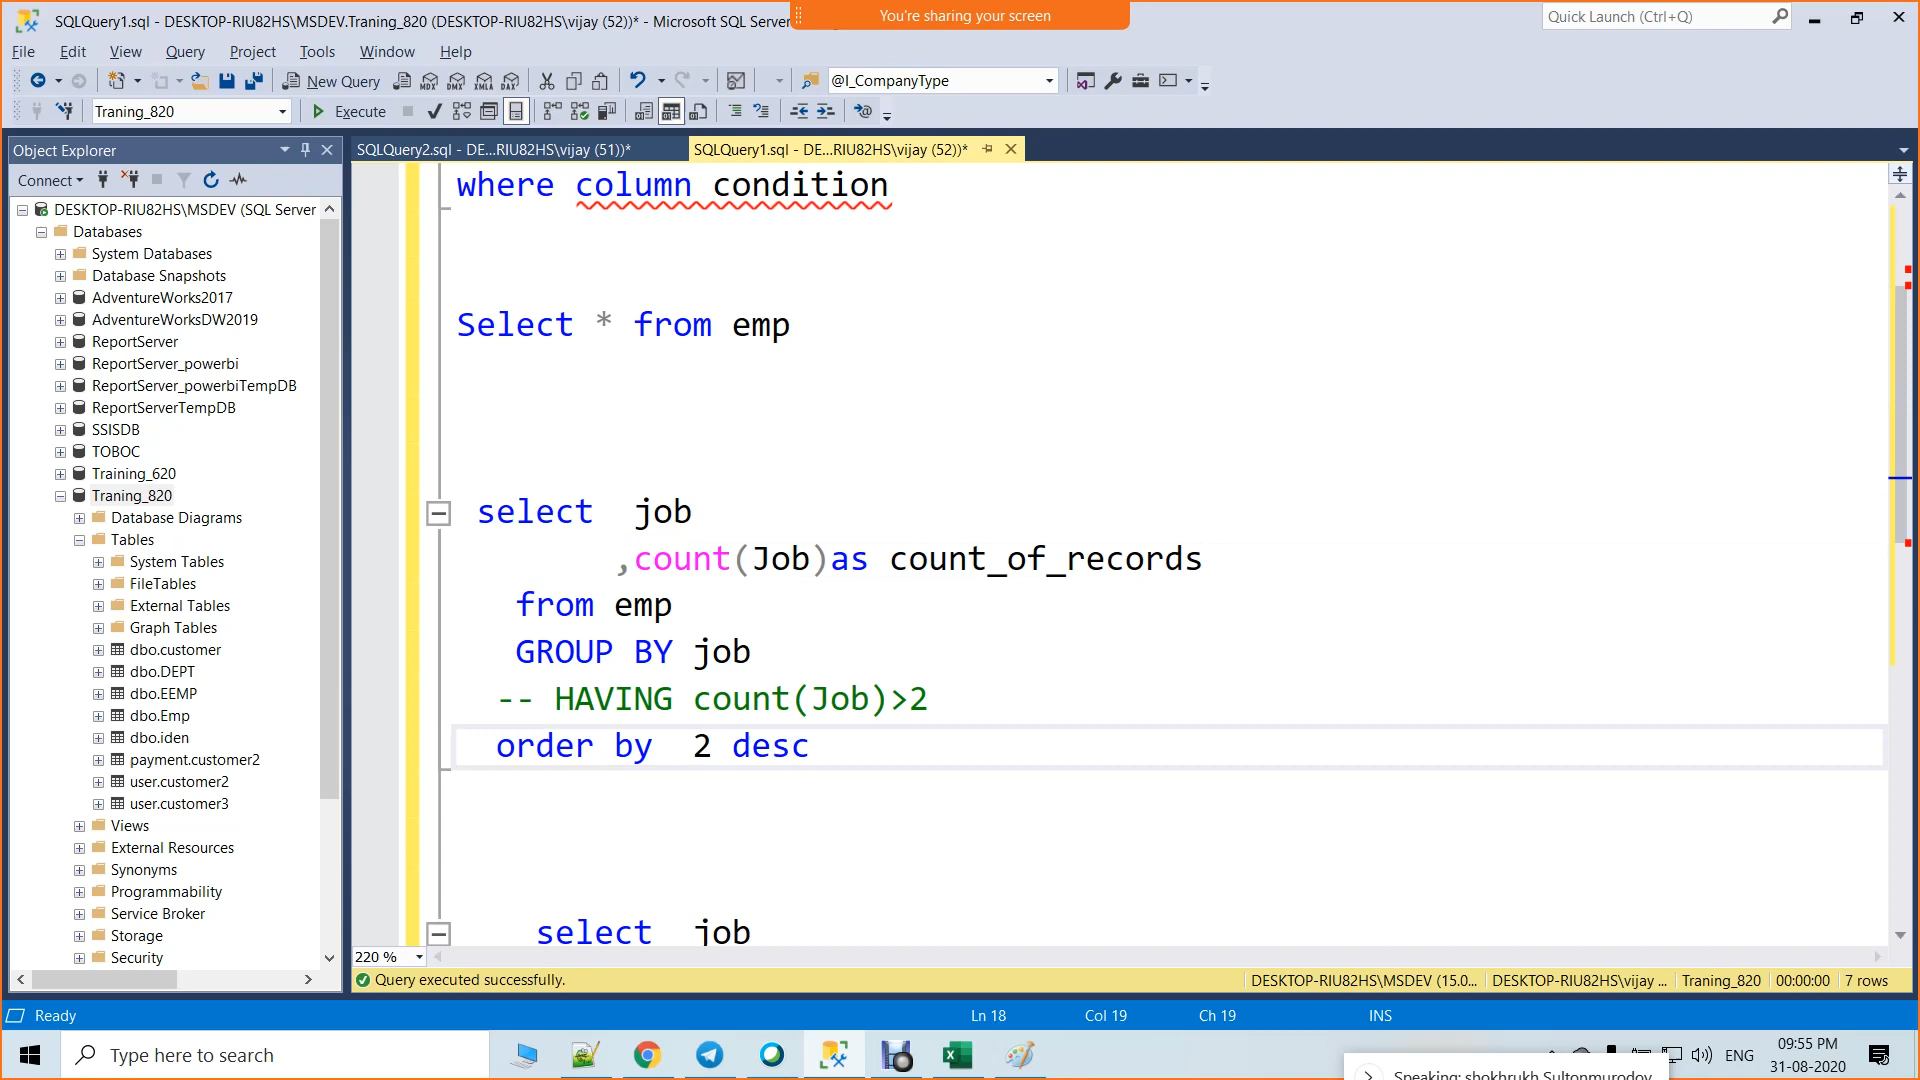 SQLQuery1.sql - DESKTOP-RIU82HS\MSDEV.Traning_820 (DESKTOP-RIU82HS\vijay (52))* - Microsoft SQL Server
You're sharing your screen
Quick Launch (Ctrl+Q)
File Edit View Query Project Tools Window Help
New Query
MDX DMX XMLA DAX
@I_CompanyType
Traning_820
Execute
Object Explorer
SQLQuery2.sql - DE...RIU82HS\vijay (51))*
SQLQuery1.sql - DE...RIU82HS\vijay (52))*
Connect
DESKTOP-RIU82HS\MSDEV (SQL Server
Databases
System Databases
Database Snapshots
AdventureWorks2017
AdventureWorksDW2019
ReportServer
ReportServer_powerbi
ReportServer_powerbiTempDB
ReportServerTempDB
SSISDB
TOBOC
Training_620
Traning_820
Database Diagrams
Tables
System Tables
FileTables
External Tables
Graph Tables
dbo.customer
dbo.DEPT
dbo.EEMP
dbo.Emp
dbo.iden
payment.customer2
user.customer2
user.customer3
Views
External Resources
Synonyms
Programmability
Service Broker
Storage
Security
where column condition
Select * from emp
select job
,count(Job)as count_of_records
from emp
GROUP BY job
-- HAVING count(Job)>2
order by 2 desc
select job
220 %
Query executed successfully.
DESKTOP-RIU82HS\MSDEV (15.0... DESKTOP-RIU82HS\vijay ... Traning_820 00:00:00 7 rows
Ready
Ln 18 Col 19 Ch 19 INS
Type here to search
ENG
09:55 PM
31-08-2020
Speaking: shokhrukh Sultonmurodov